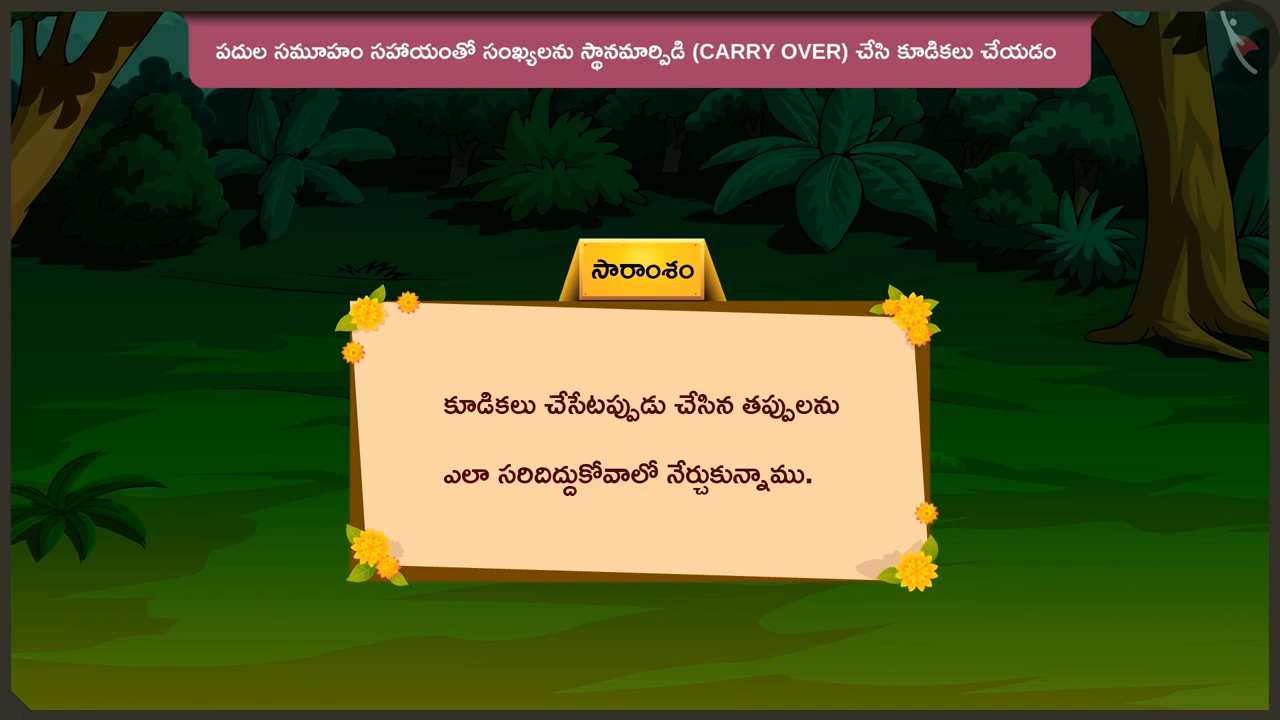 పదుల సమూహం సహాయంతో సంఖ్యలను స్థానమార్పిడి (CARRY OVER) చేసి కూడికలు చేయడం
సారాంశం
కూడికలు చేసేటప్పుడు చేసిన తప్పులను
ఎలా సరిదిద్దుకోవాలో నేర్చుకున్నాము.